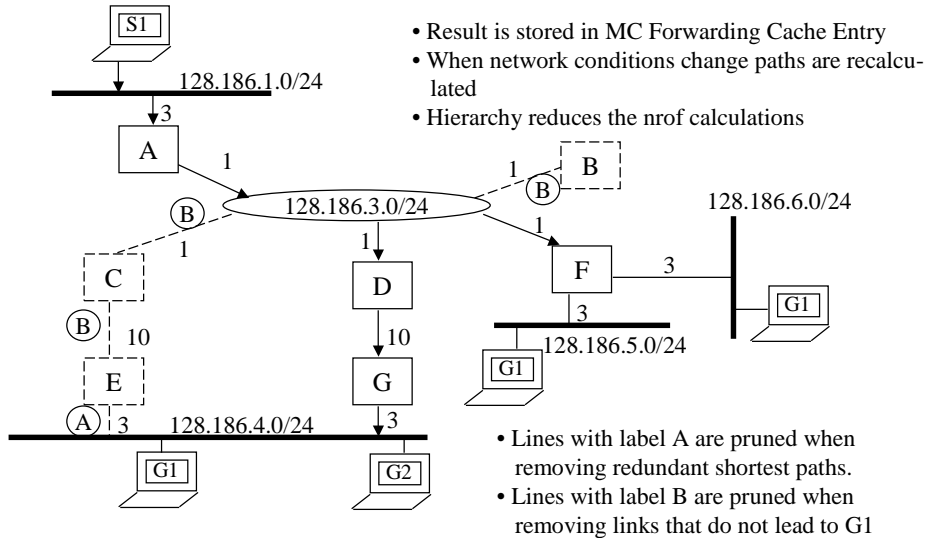 S1
• Result is stored in MC Forwarding Cache Entry
• When network conditions change paths are recalcu-
lated
• Hierarchy reduces the nrof calculations
128.186.1.0/24
3
A
1
1
B
B
128.186.3.0/24
128.186.6.0/24
B
1
1
1
C
D
F
3
3
G1
B
10
10
128.186.5.0/24
G1
E
G
A
3
128.186.4.0/24
3
G1
G2
• Lines with label A are pruned when
removing redundant shortest paths.
• Lines with label B are pruned when
removing links that do not lead to G1